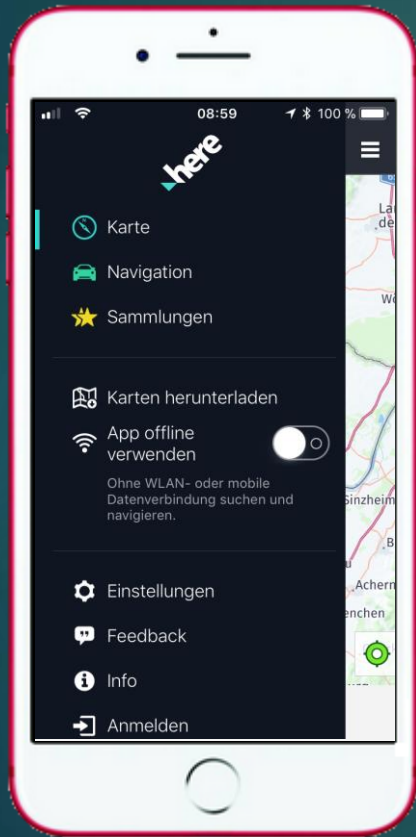 08:59
100 %
here
Karte
Navigation
Sammlungen
Karten herunterladen
App offline
verwenden
Ohne WLAN- oder mobile
Datenverbindung suchen und
navigieren.
Sinzheim
Achern
Einstellungen
Feedback
Info
Anmelden